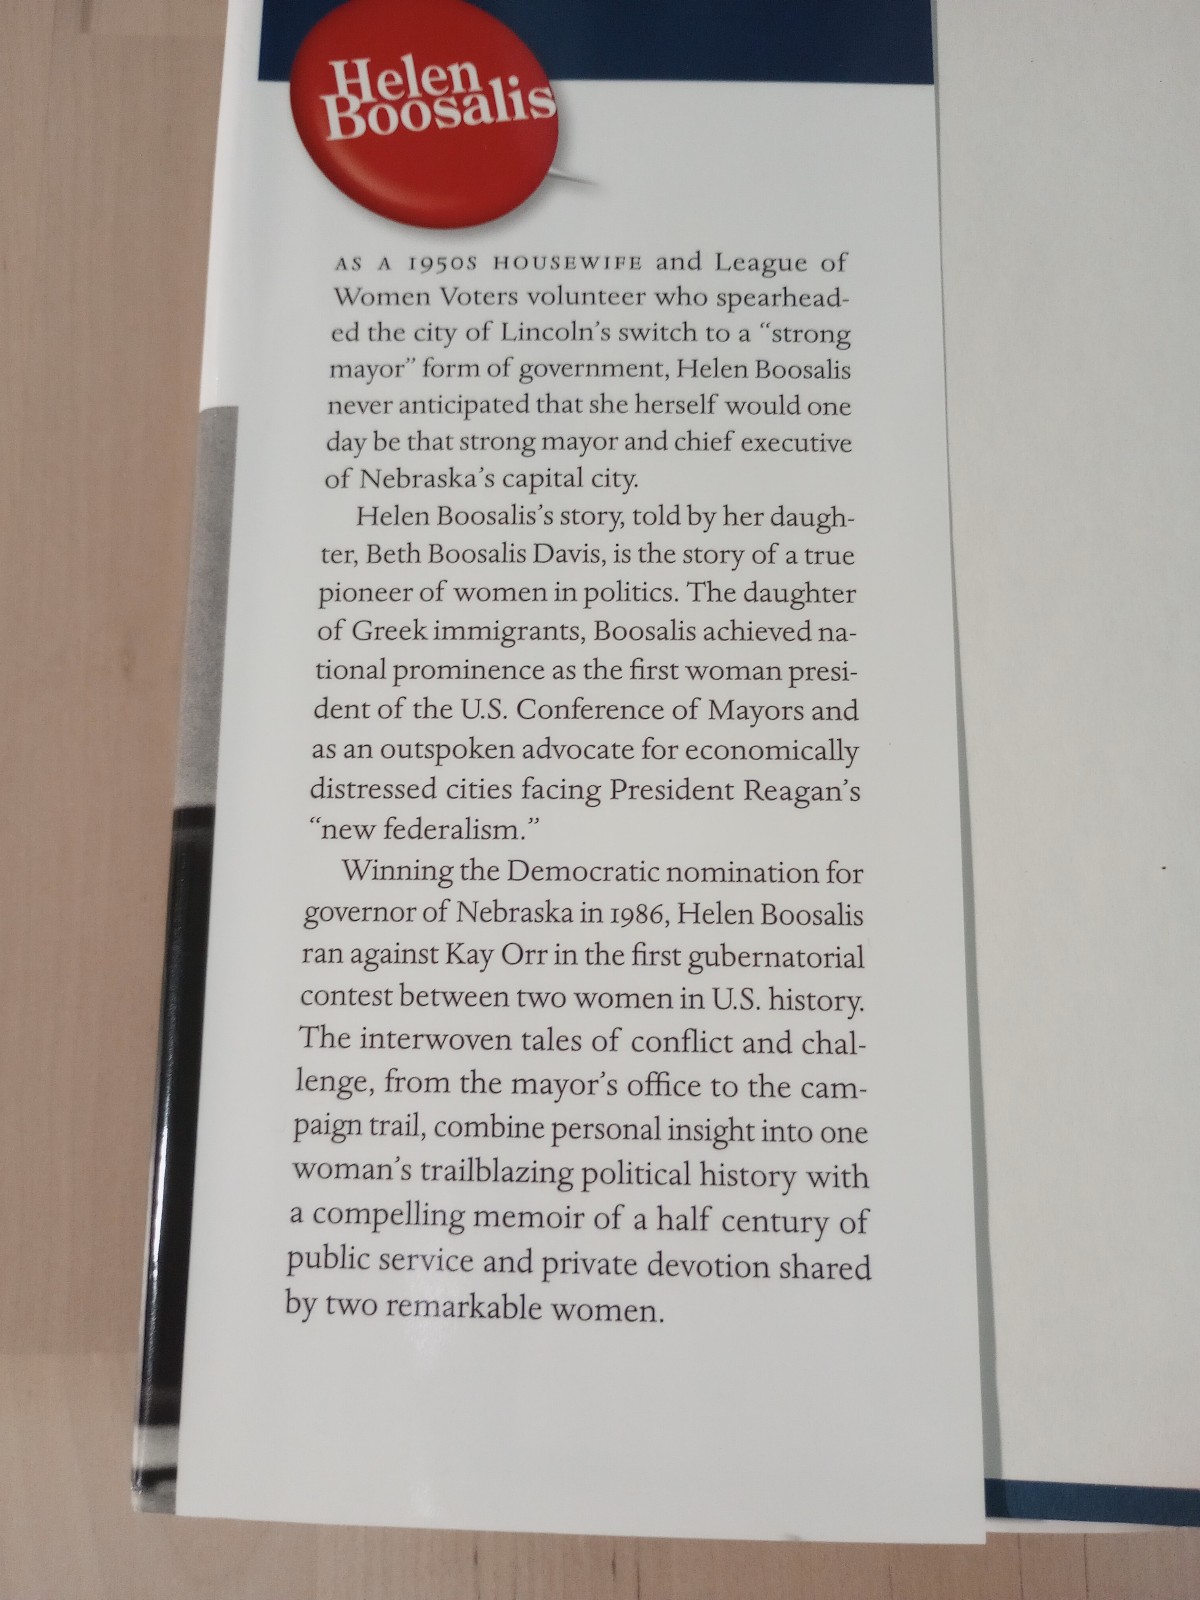 Helen
Boosalis
AS A 1950S HOUSEWIFE and League of
Women Voters volunteer who spearhead-
ed the city of Lincoln's switch to a “strong
mayor” form of government, Helen Boosalis
never anticipated that she herself would one
day be that strong mayor and chief executive
of Nebraska's capital city.
Helen Boosalis's story, told by her daugh-
ter, Beth Boosalis Davis, is the story of a true
pioneer of women in politics. The daughter
of Greek immigrants, Boosalis achieved na-
tional prominence as the first woman presi-
dent of the U.S. Conference of Mayors and
as an outspoken advocate for economically
distressed cities facing President Reagan's
“new federalism.”
Winning the Democratic nomination for
governor of Nebraska in 1986, Helen Boosalis
ran against Kay Orr in the first gubernatorial
contest between two women in U.S. history.
The interwoven tales of conflict and chal-
lenge, from the mayor's office to the cam-
paign trail, combine personal insight into one
woman's trailblazing political history with
a compelling memoir of a half century of
public service and private devotion shared
by two remarkable women.